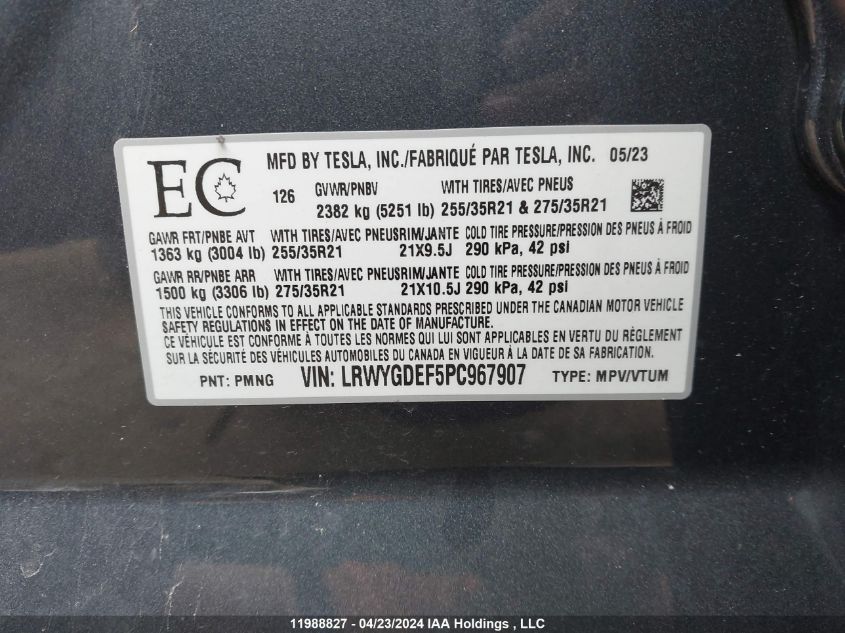 EC
MFD BY TESLA, INC./FABRIQUÉ PAR TESLA, INC. 05/23
126 GVWR/PNBV WITH TIRES/AVEC PNEUS
2382 kg (5251 lb) 255/35R21 & 275/35R21
GAWR FRT/PNBE AVT WITH TIRES/AVEC PNEUS RIM/JANTE COLD TIRE PRESSURE/PRESSION DES PNEUS À FROID
1363 kg (3004 lb) 255/35R21 21X9.5J 290 kPa, 42 psi
GAWR RR/PNBE ARR WITH TIRES/AVEC PNEUS RIM/JANTE COLD TIRE PRESSURE/PRESSION DES PNEUS À FROID
1500 kg (3306 lb) 275/35R21 21X10.5J 290 kPa, 42 psi
THIS VEHICLE CONFORMS TO ALL APPLICABLE STANDARDS PRESCRIBED UNDER THE CANADIAN MOTOR VEHICLE
SAFETY REGULATIONS IN EFFECT ON THE DATE OF MANUFACTURE.
CE VÉHICULE EST CONFORME À TOUTES LES NORMES QUI LUI SONT APPLICABLES EN VERTU DU RÈGLEMENT
SUR LA SÉCURITÉ DES VÉHICULES AUTOMOBILES DU CANADA EN VIGUEUR À LA DATE DE SA FABRICATION.
PNT: PMNG VIN: LRWYGDEF5PC967907 TYPE: MPV/VTUM
11988827 - 04/23/2024 IAA Holdings , LLC